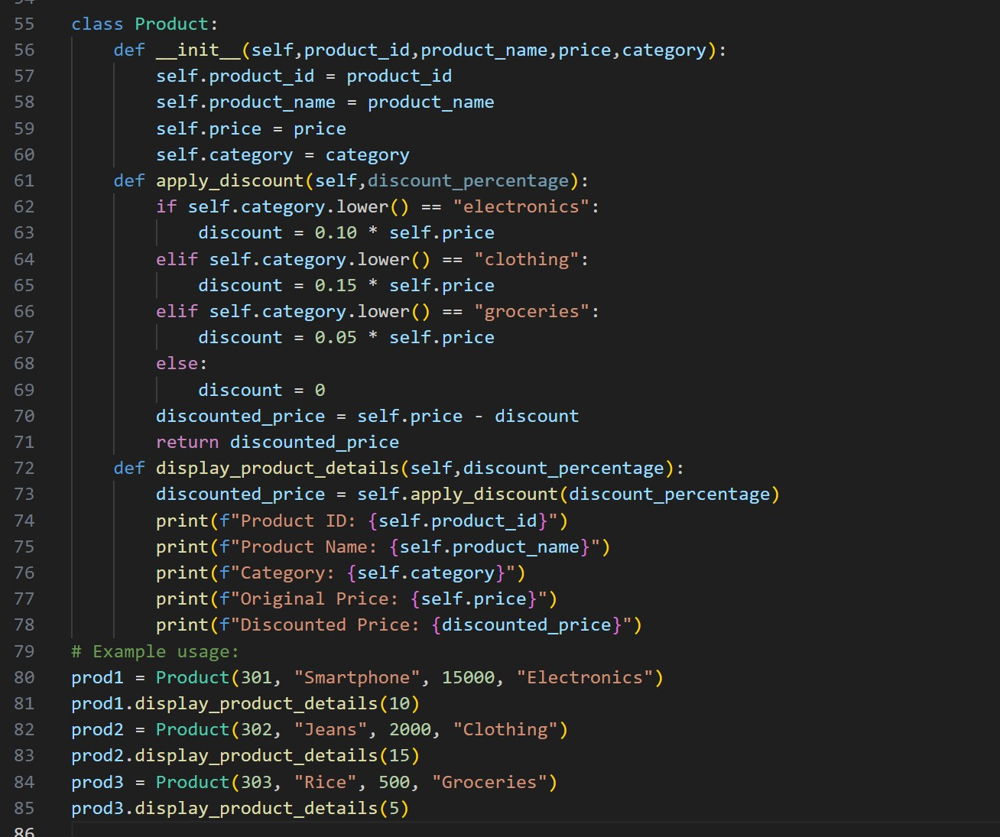 55 class Product:
56     def __init__(self,product_id,product_name,price,category):
57         self.product_id = product_id
58         self.product_name = product_name
59         self.price = price
60         self.category = category
61     def apply_discount(self,discount_percentage):
62         if self.category.lower() == "electronics":
63             discount = 0.10 * self.price
64         elif self.category.lower() == "clothing":
65             discount = 0.15 * self.price
66         elif self.category.lower() == "groceries":
67             discount = 0.05 * self.price
68         else:
69             discount = 0
70         discounted_price = self.price - discount
71         return discounted_price
72     def display_product_details(self,discount_percentage):
73         discounted_price = self.apply_discount(discount_percentage)
74         print(f"Product ID: {self.product_id}")
75         print(f"Product Name: {self.product_name}")
76         print(f"Category: {self.category}")
77         print(f"Original Price: {self.price}")
78         print(f"Discounted Price: {discounted_price}")
79 # Example usage:
80 prod1 = Product(301, "Smartphone", 15000, "Electronics")
81 prod1.display_product_details(10)
82 prod2 = Product(302, "Jeans", 2000, "Clothing")
83 prod2.display_product_details(15)
84 prod3 = Product(303, "Rice", 500, "Groceries")
85 prod3.display_product_details(5)
86